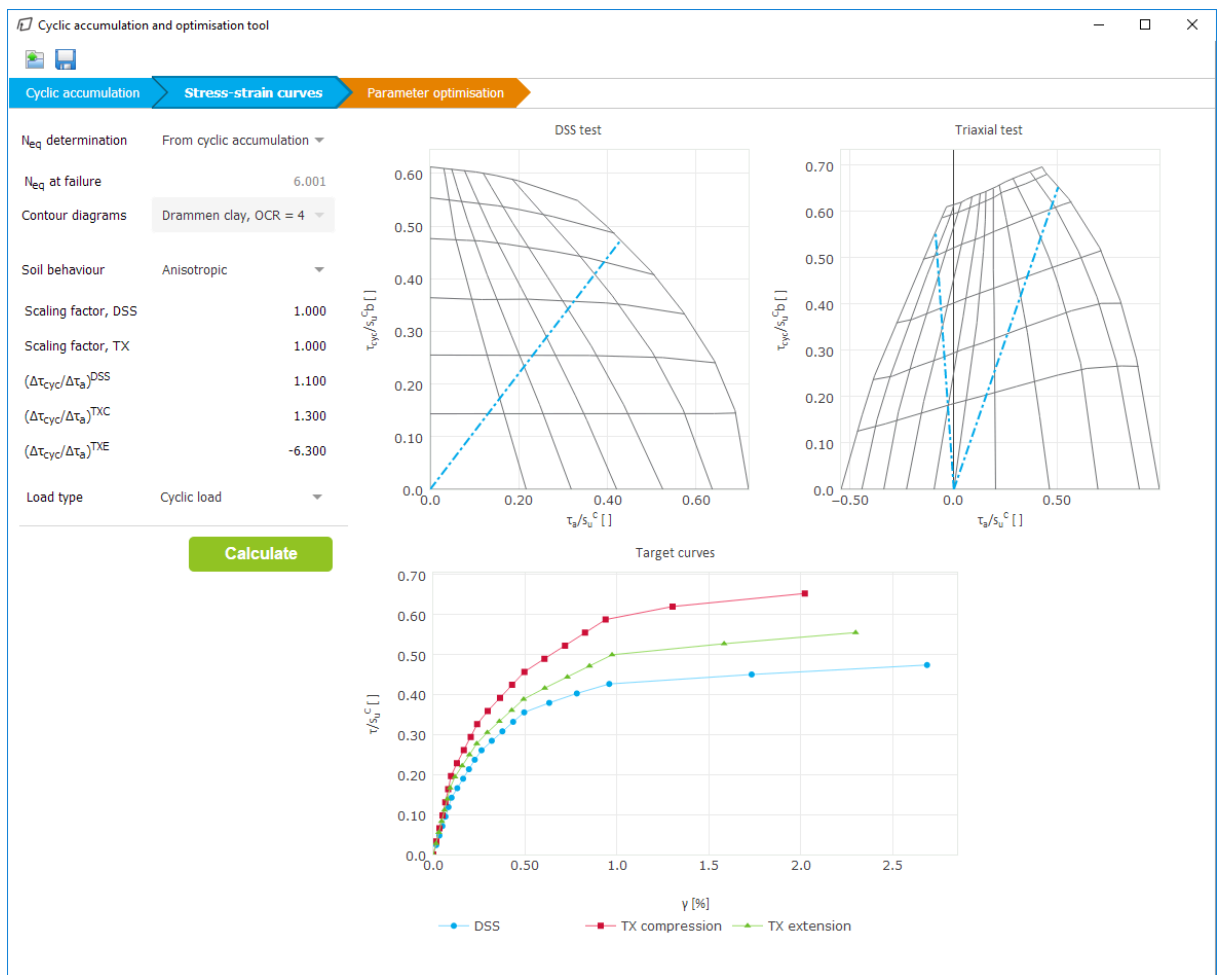 Cyclic accumulation and optimisation tool
Cyclic accumulation
Stress-strain curves
Parameter optimisation
Neq determination From cyclic accumulation
Neq at failure 6.001
Contour diagrams Drammen clay, OCR = 4
Soil behaviour Anisotropic
Scaling factor, DSS 1.000
Scaling factor, TX 1.000
(Δτcyc/Δτa)DSS 1.100
(Δτcyc/Δτa)TXC 1.300
(Δτcyc/Δτa)TXE -6.300
Load type Cyclic load
Calculate
DSS test
τcyc/suCb [ ]
0.60
0.50
0.40
0.30
0.20
0.10
0.0
0.0 0.20 0.40 0.60
τa/suC [ ]
Triaxial test
τcyc/suCb [ ]
0.70
0.60
0.50
0.40
0.30
0.20
0.10
0.0
−0.50 0.0 0.50
τa/suC [ ]
Target curves
τ/suC [ ]
0.70
0.60
0.50
0.40
0.30
0.20
0.10
0.0
0.0 0.50 1.0 1.5 2.0 2.5
γ [%]
DSS TX compression TX extension